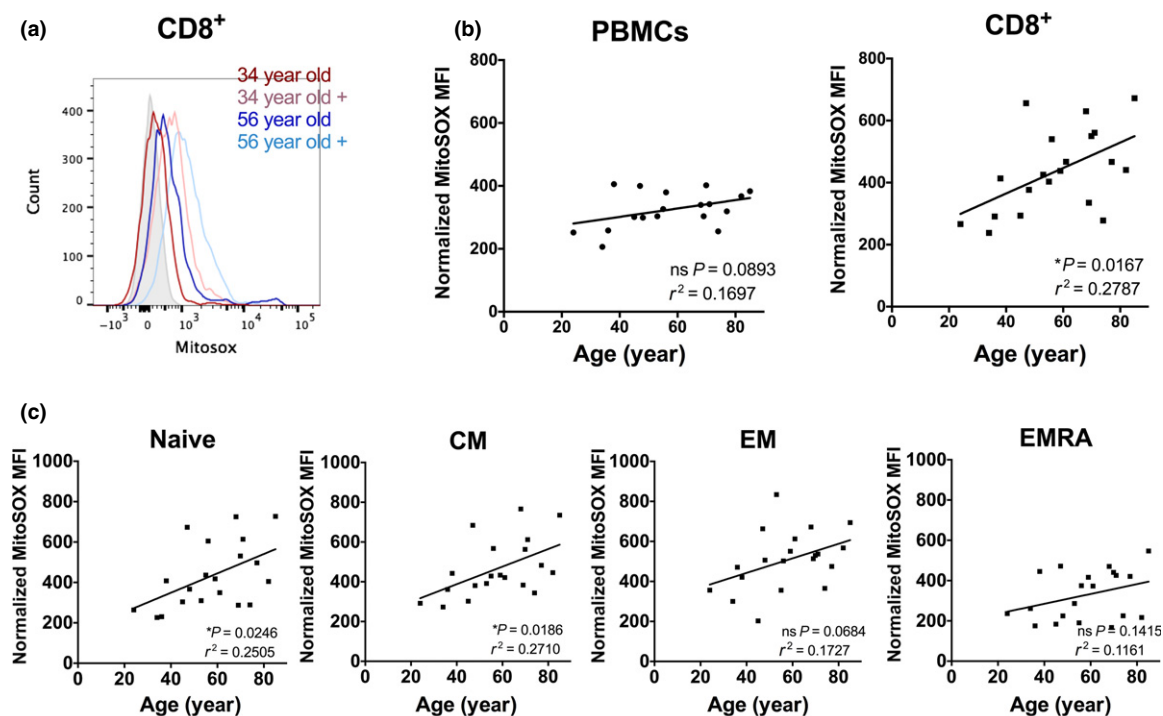 (a)
CD8⁺
34 year old
34 year old +
56 year old
56 year old +
400
300
200
100
0
Count
−10³ 0 10³ 10⁴ 10⁵
Mitosox
(b)
PBMCs
Normalized MitoSOX MFI
800
600
400
200
0
ns P = 0.0893
r² = 0.1697
0 20 40 60 80
Age (year)
CD8⁺
Normalized MitoSOX MFI
800
600
400
200
0
*P = 0.0167
r² = 0.2787
0 20 40 60 80
Age (year)
(c)
Naive
Normalized MitoSOX MFI
1000
800
600
400
200
0
*P = 0.0246
r² = 0.2505
0 20 40 60 80
Age (year)
CM
Normalized MitoSOX MFI
1000
800
600
400
200
0
*P = 0.0186
r² = 0.2710
0 20 40 60 80
Age (year)
EM
Normalized MitoSOX MFI
1000
800
600
400
200
0
ns P = 0.0684
r² = 0.1727
0 20 40 60 80
Age (year)
EMRA
Normalized MitoSOX MFI
1000
800
600
400
200
0
ns P = 0.1415
r² = 0.1161
0 20 40 60 80
Age (year)